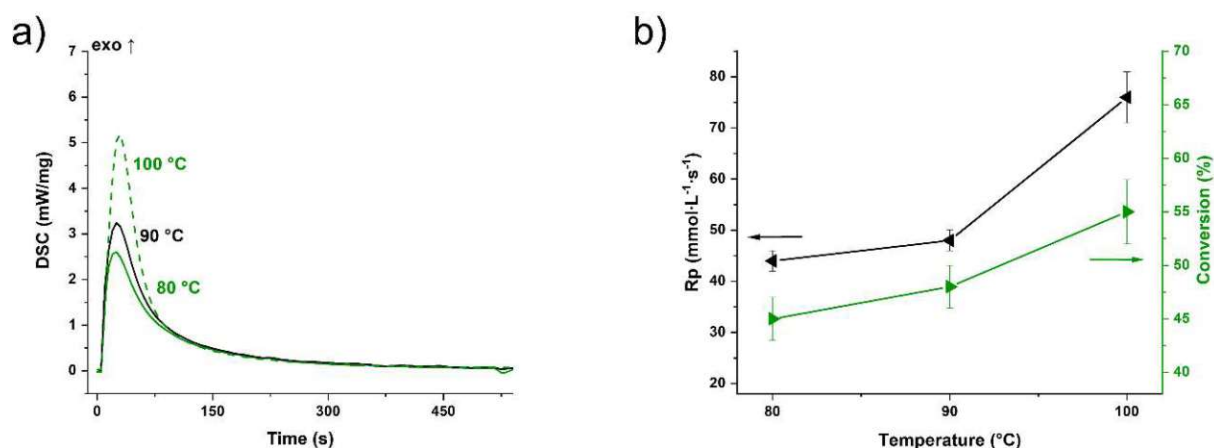 a)
exo ↑
7
6
5
4
3
2
1
0
DSC (mW/mg)
100 °C
90 °C
80 °C
0 150 300 450
Time (s)
b)
80
70
60
50
40
30
20
Rp (mmol·L⁻¹·s⁻¹)
70
65
60
55
50
45
40
Conversion (%)
80 90 100
Temperature (°C)